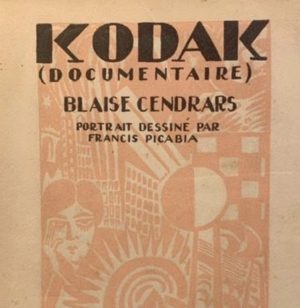 KODAK
(DOCUMENTAIRE)
BLAISE CENDRARS
PORTRAIT DESSINÉ PAR
FRANCIS PICABIA